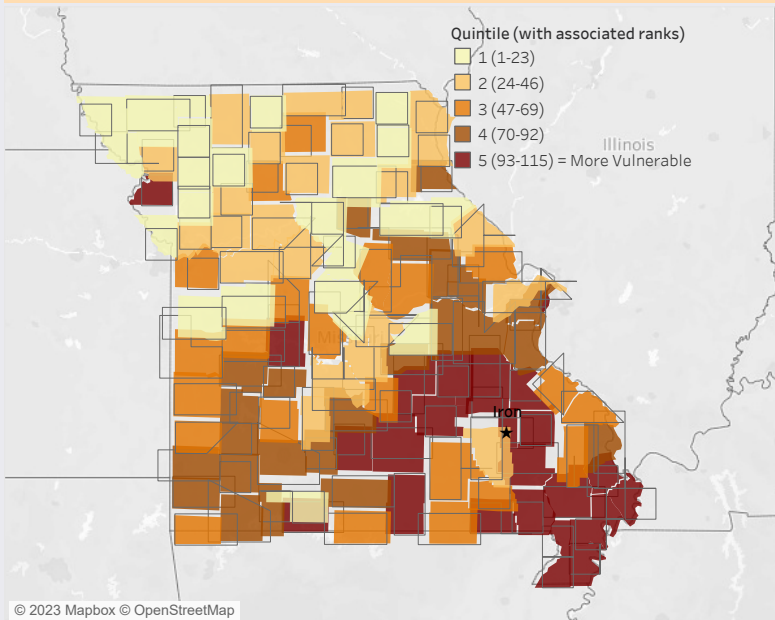 Quintile (with associated ranks)
1 (1-23)
2 (24-46)
3 (47-69)
4 (70-92)
5 (93-115) = More Vulnerable
Illinois
Iron
© 2023 Mapbox © OpenStreetMap